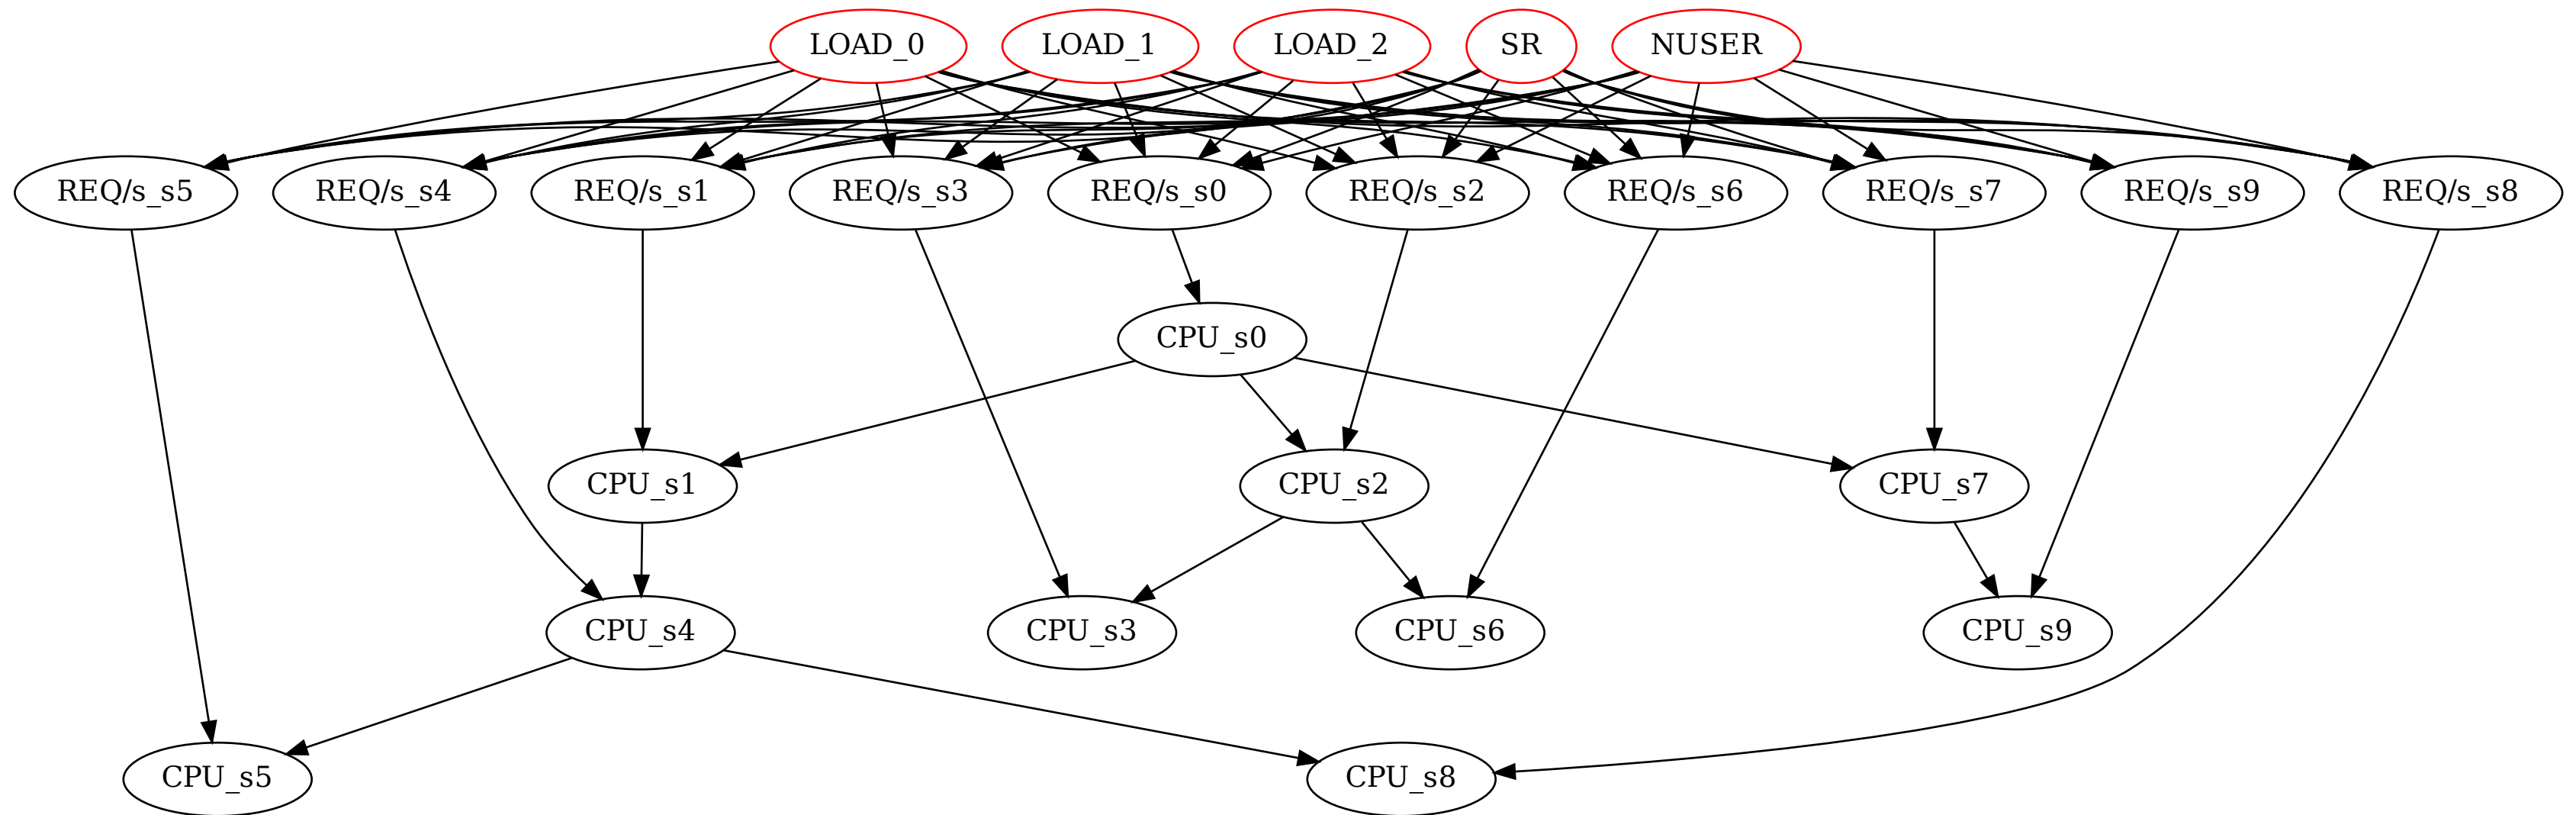 LOAD_0 LOAD_1 LOAD_2 SR NUSER
REQ/s_s5 REQ/s_s4 REQ/s_s1 REQ/s_s3 REQ/s_s0 REQ/s_s2 REQ/s_s6 REQ/s_s7 REQ/s_s9 REQ/s_s8
CPU_s0
CPU_s1 CPU_s2 CPU_s7
CPU_s4 CPU_s3 CPU_s6 CPU_s9
CPU_s5 CPU_s8